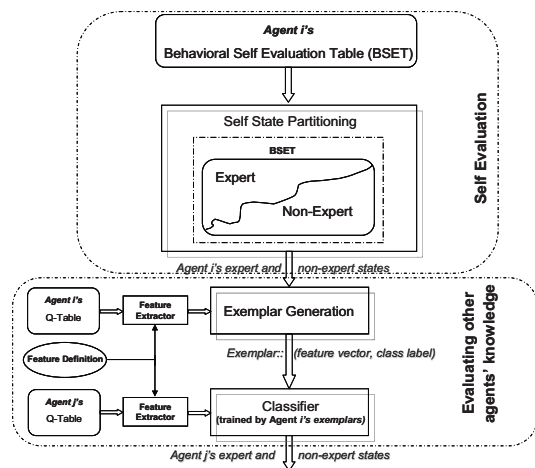 Agent i's
Behavioral Self Evaluation Table (BSET)
Self State Partitioning
BSET
Expert
Non-Expert
Self Evaluation
Agent i's expert and non-expert states
Agent i's
Q-Table
Feature
Extractor
Exemplar Generation
Feature Definition
Exemplar:: (feature vector, class label)
Agent j's
Q-Table
Feature
Extractor
Classifier
(trained by Agent i's exemplars)
Evaluating other
agents' knowledge
Agent j's expert and non-expert states